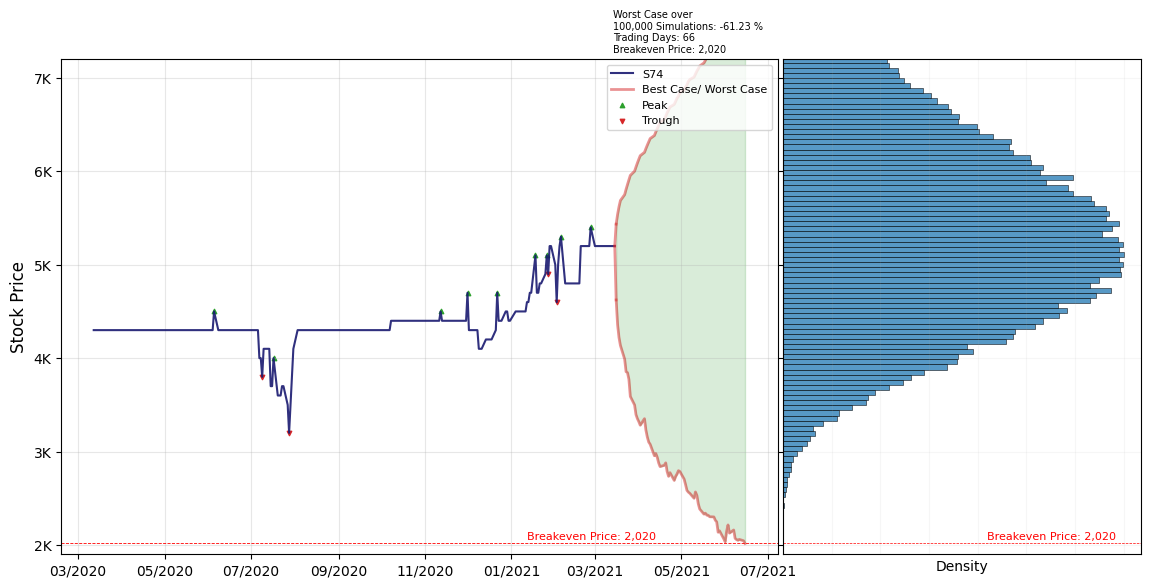 Worst Case over
100,000 Simulations: -61.23 %
Trading Days: 66
Breakeven Price: 2,020
S74
Best Case/ Worst Case
Peak
Trough
Stock Price
7K
6K
5K
4K
3K
2K
Breakeven Price: 2,020
Breakeven Price: 2,020
03/2020 05/2020 07/2020 09/2020 11/2020 01/2021 03/2021 05/2021 07/2021
Density